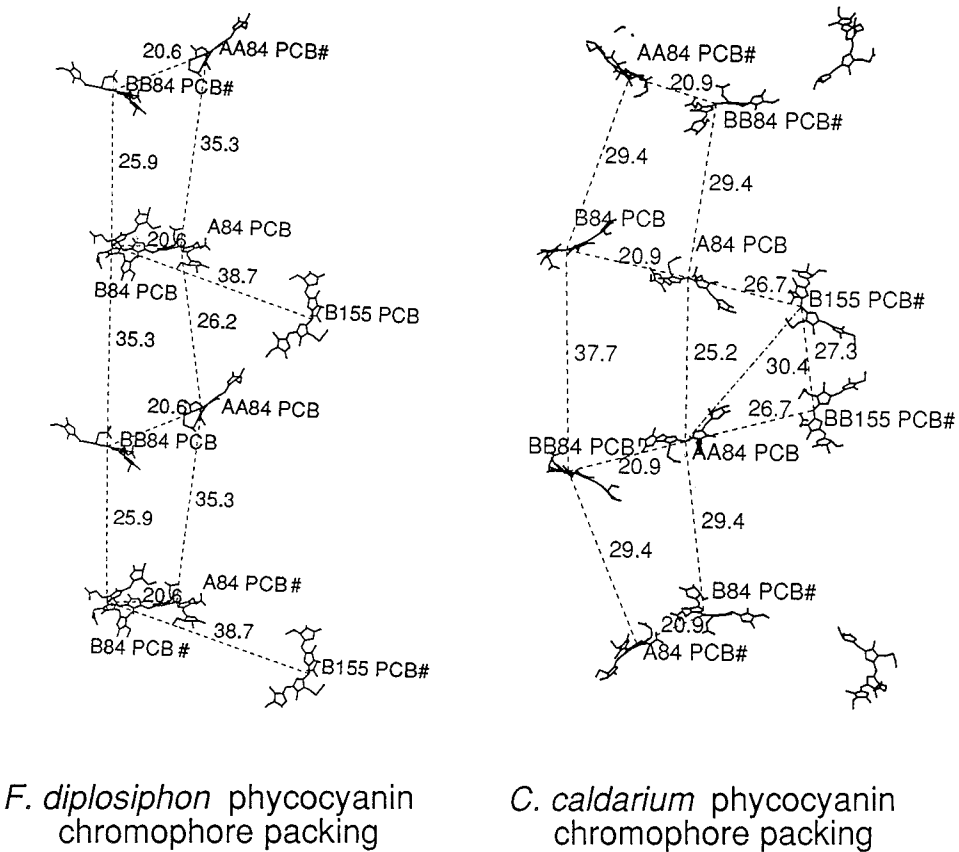 20.6
AA84 PCB#
BB84 PCB#
25.9
35.3
A84 PCB
20.6
B84 PCB
38.7
B155 PCB
35.3
26.2
20.6
AA84 PCB
BB84 PCB
25.9
35.3
A84 PCB #
20.6
B84 PCB #
38.7
B155 PCB#
F. diplosiphon phycocyanin
chromophore packing
AA84 PCB#
20.9
BB84 PCB#
29.4
29.4
B84 PCB
20.9
A84 PCB
26.7
B155 PCB#
37.7
25.2
30.4
27.3
26.7
BB155 PCB#
BB84 PCB
20.9
AA84 PCB
29.4
29.4
B84 PCB#
20.9
A84 PCB#
C. caldarium phycocyanin
chromophore packing